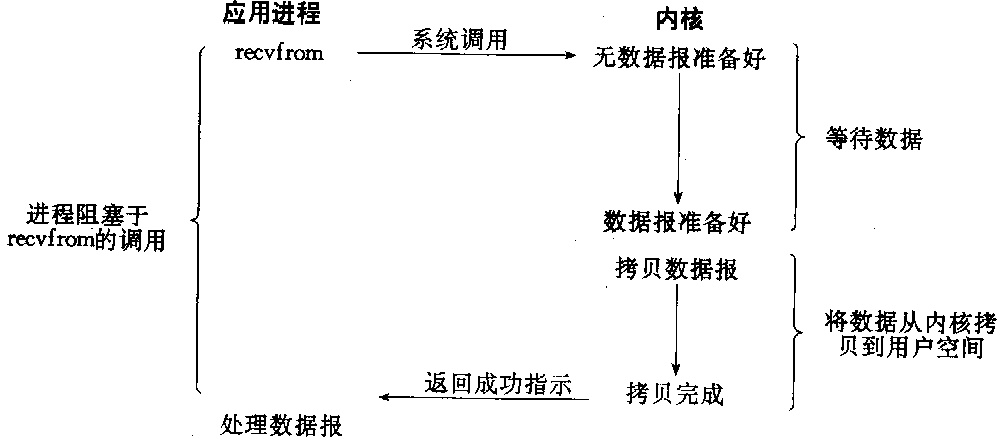 应用进程
内核
recvfrom
系统调用
无数据报准备好
等待数据
进程阻塞于
recvfrom的调用
数据报准备好
拷贝数据报
将数据从内核拷
贝到用户空间
返回成功指示
拷贝完成
处理数据报